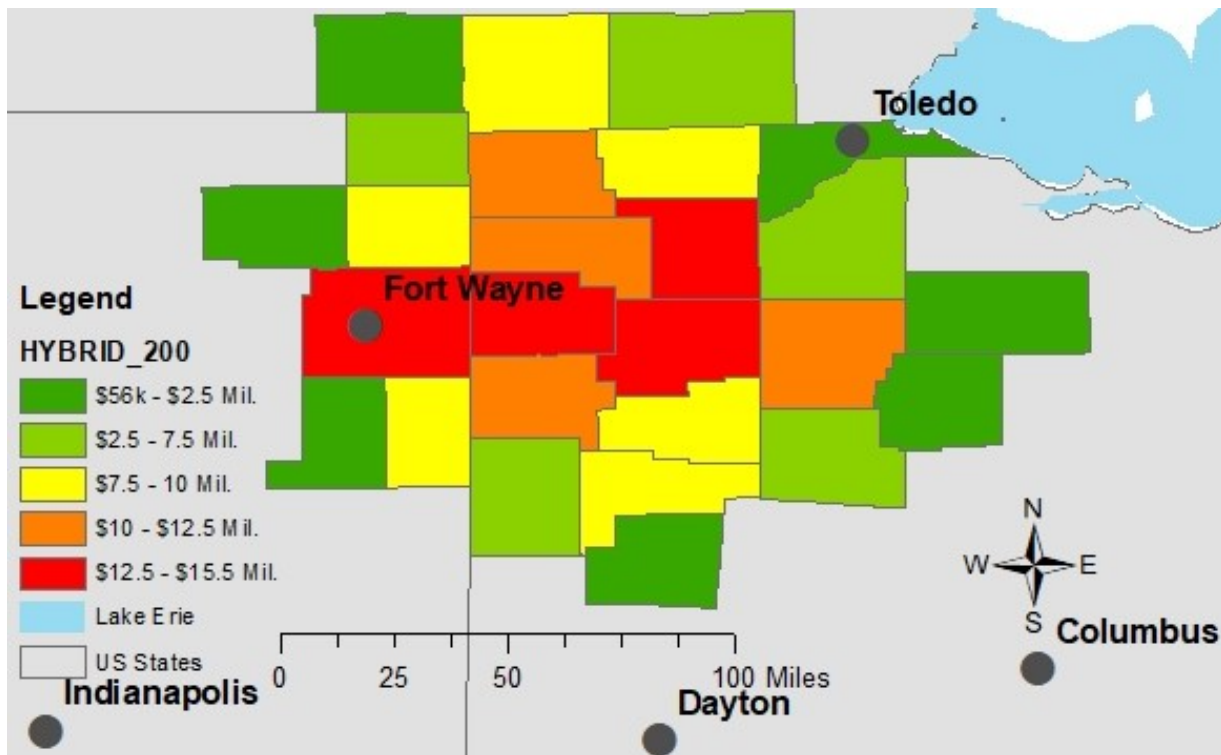 Toledo
Fort Wayne
Legend
HYBRID_200
$56k - $2.5 Mil.
$2.5 - 7.5 Mil.
$7.5 - 10 Mil.
$10 - $12.5 Mil.
$12.5 - $15.5 Mil.
Lake Erie
US States
N
W E
S
0 25 50 100 Miles
Columbus
Indianapolis
Dayton